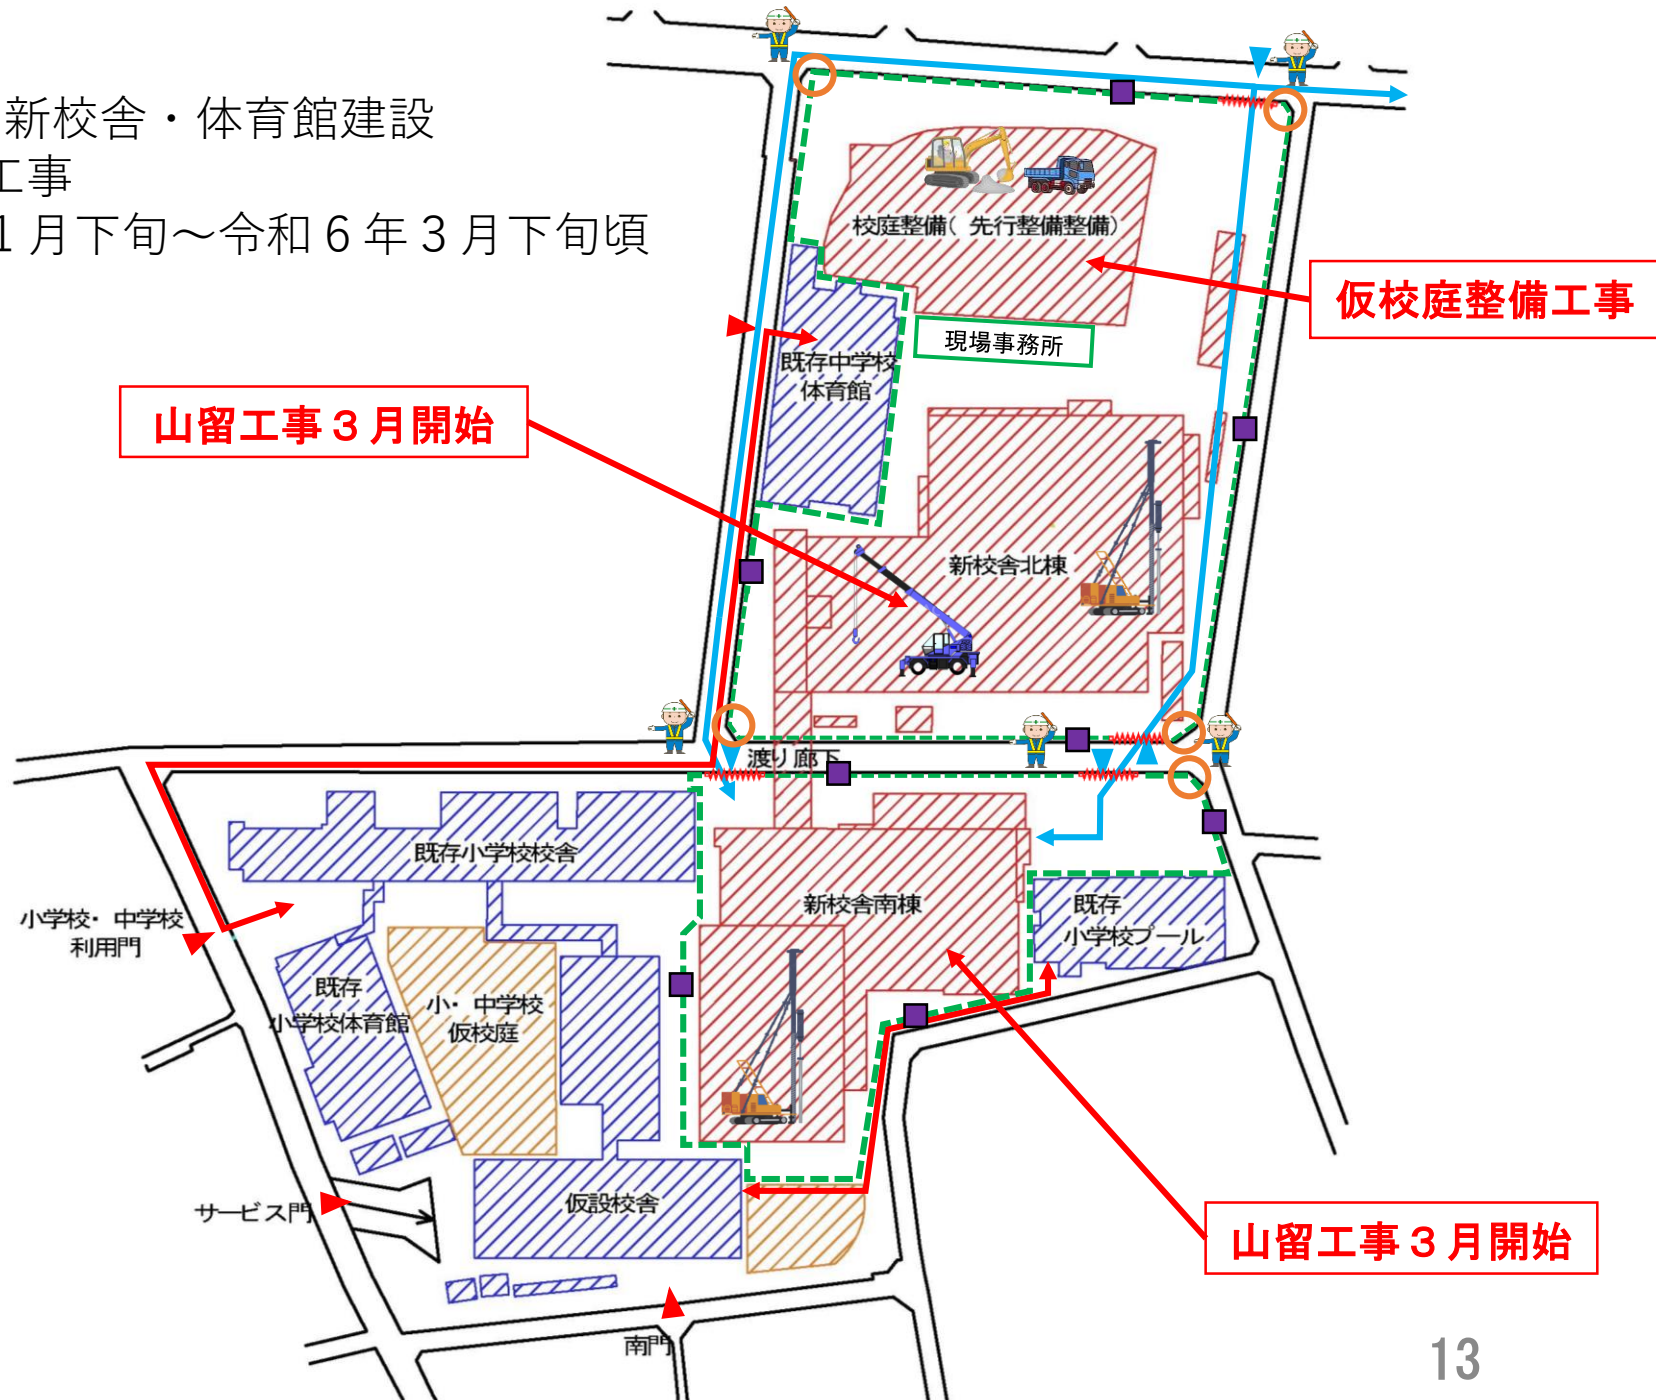 新校舎・体育館建設
工事
1月下旬～令和6年3月下旬頃
校庭整備( 先行整備整備)
仮校庭整備工事
現場事務所
既存中学校
体育館
山留工事３月開始
新校舎北棟
渡り廊下
既存小学校校舎
新校舎南棟
既存
小学校プール
小学校・中学校
利用門
既存
小学校体育館
小・中学校
仮校庭
サービス門
仮設校舎
山留工事３月開始
南門
13